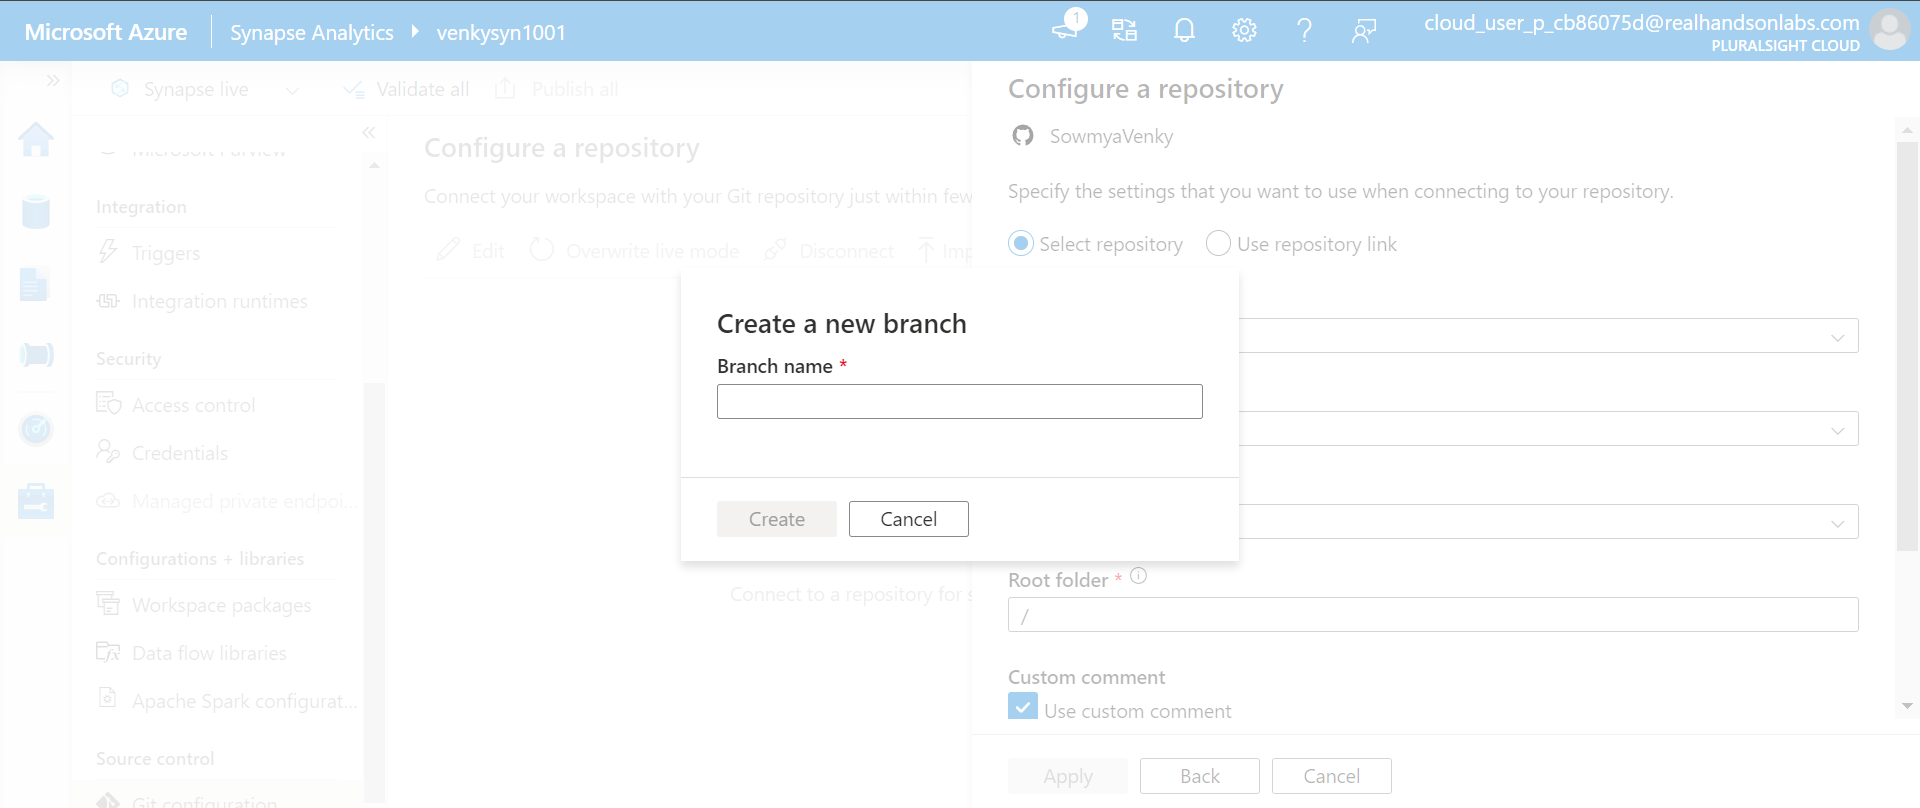 Microsoft Azure
Synapse Analytics
venkysyn1001
1
cloud_user_p_cb86075d@realhandsonlabs.com
PLURALSIGHT CLOUD
Synapse live
Validate all
Publish all
Microsoft Purview
Integration
Triggers
Integration runtimes
Security
Access control
Credentials
Managed private endpoi...
Configurations + libraries
Workspace packages
Data flow libraries
Apache Spark configurat...
Source control
Git configuration
Configure a repository
Connect your workspace with your Git repository just within few
Edit
Overwrite live mode
Disconnect
Imp
Connect to a repository for s
Create a new branch
Branch name *
Create
Cancel
Configure a repository
SowmyaVenky
Specify the settings that you want to use when connecting to your repository.
Select repository
Use repository link
Root folder *
/
Custom comment
Use custom comment
Apply
Back
Cancel